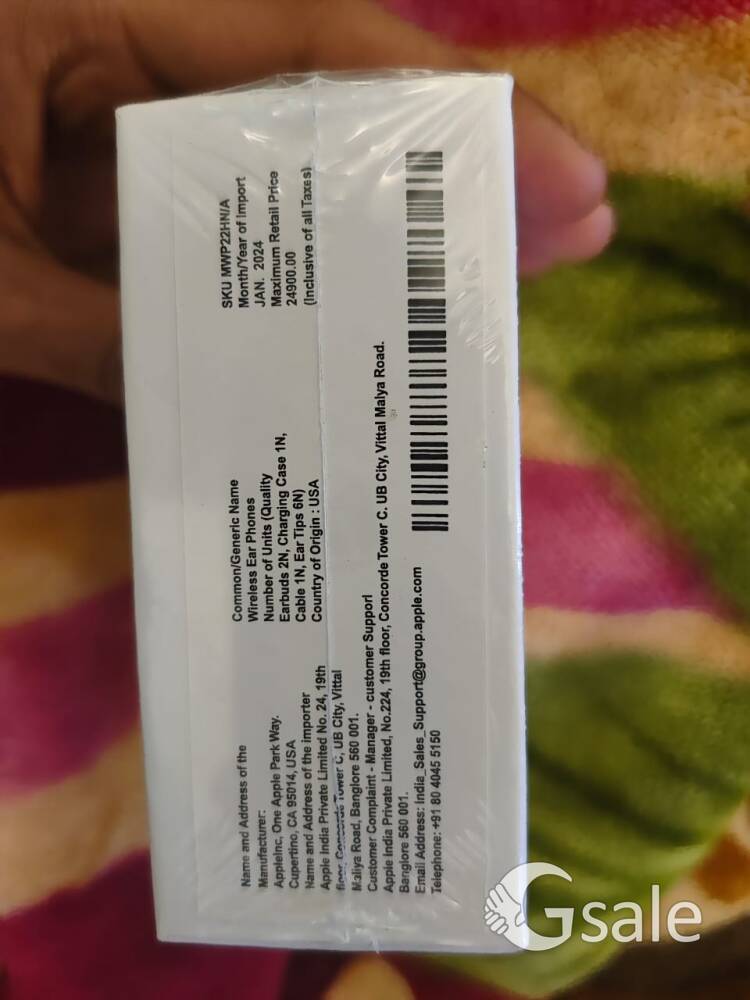 Name and Address of the
Manufacturer:
AppleInc, One Apple Park Way.
Cupertino, CA 95014, USA
Name and Address of the importer
Apple India Private Limited No. 24, 19th
floor, Concorde Tower C, UB City, Vittal
Maliya Road, Banglore 560 001.
Common/Generic Name
Wireless Ear Phones
Number of Units (Quality
Earbuds 2N, Charging Case 1N,
Cable 1N, Ear Tips 6N)
Country of Origin : USA
SKU MWP22HN/A
Month/Year of Import
JAN. 2024
Maximum Retail Price
24900.00
(Inclusive of all Taxes)
Customer Complaint - Manager - customer Supporl
Apple India Private Limited, No.224, 19th floor, Concorde Tower C. UB City, Vittal Malya Road.
Banglore 560 001.
Email Address: India_Sales_Support@group.apple.com
Telephone: +91 80 4045 5150
Gsale